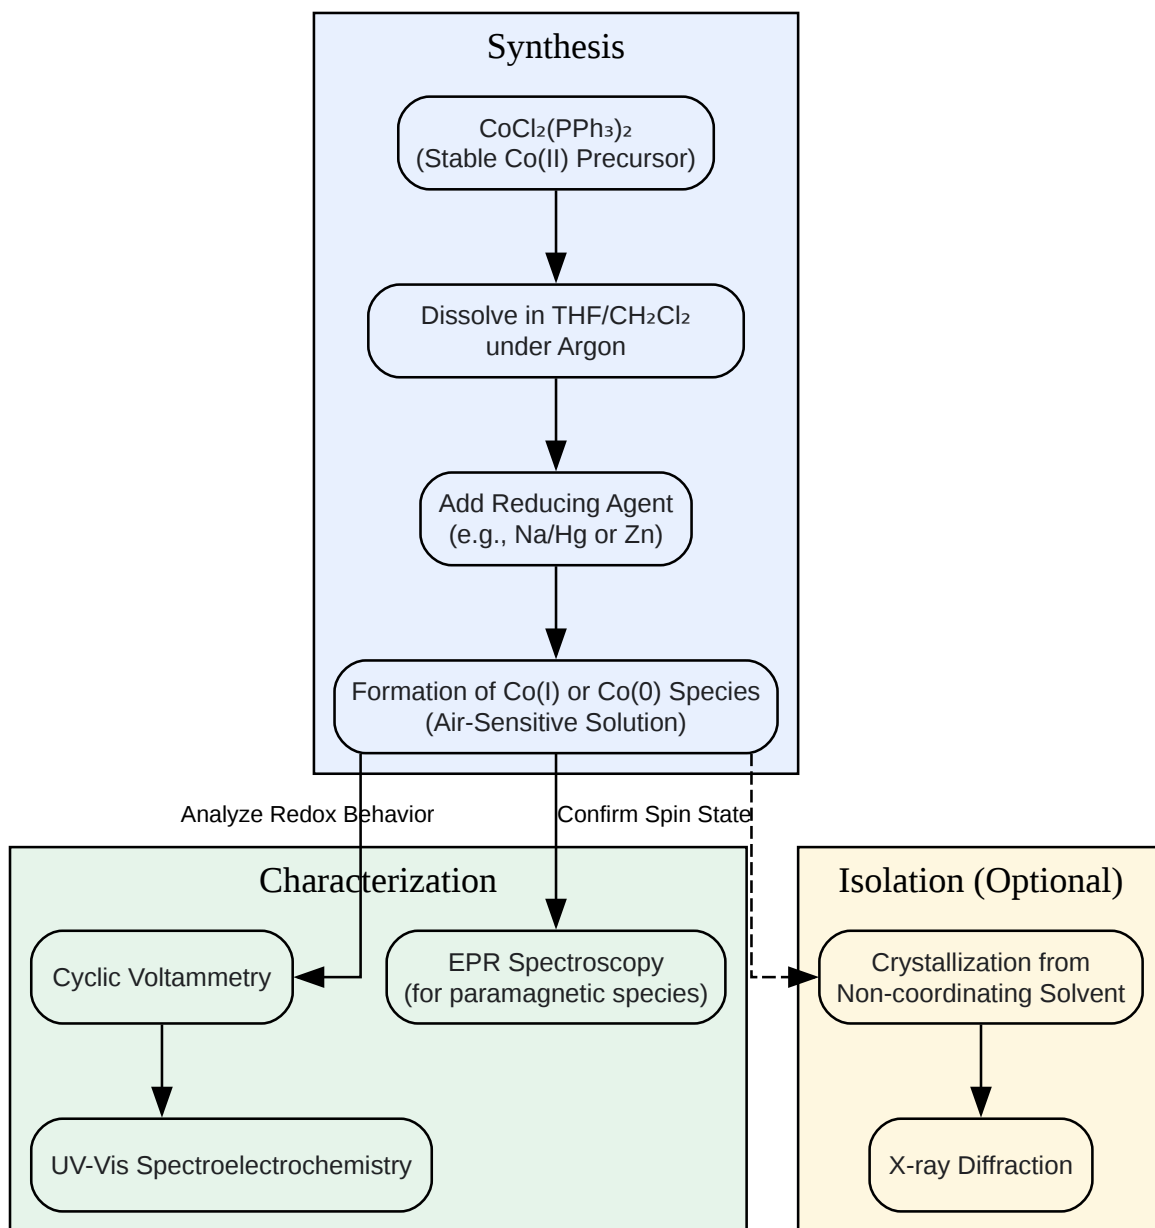 Synthesis
CoCl₂(PPh₃)₂
(Stable Co(II) Precursor)
Dissolve in THF/CH₂Cl₂
under Argon
Add Reducing Agent
(e.g., Na/Hg or Zn)
Formation of Co(I) or Co(0) Species
(Air-Sensitive Solution)
Analyze Redox Behavior
Confirm Spin State
Characterization
Cyclic Voltammetry
EPR Spectroscopy
(for paramagnetic species)
UV-Vis Spectroelectrochemistry
Isolation (Optional)
Crystallization from
Non-coordinating Solvent
X-ray Diffraction